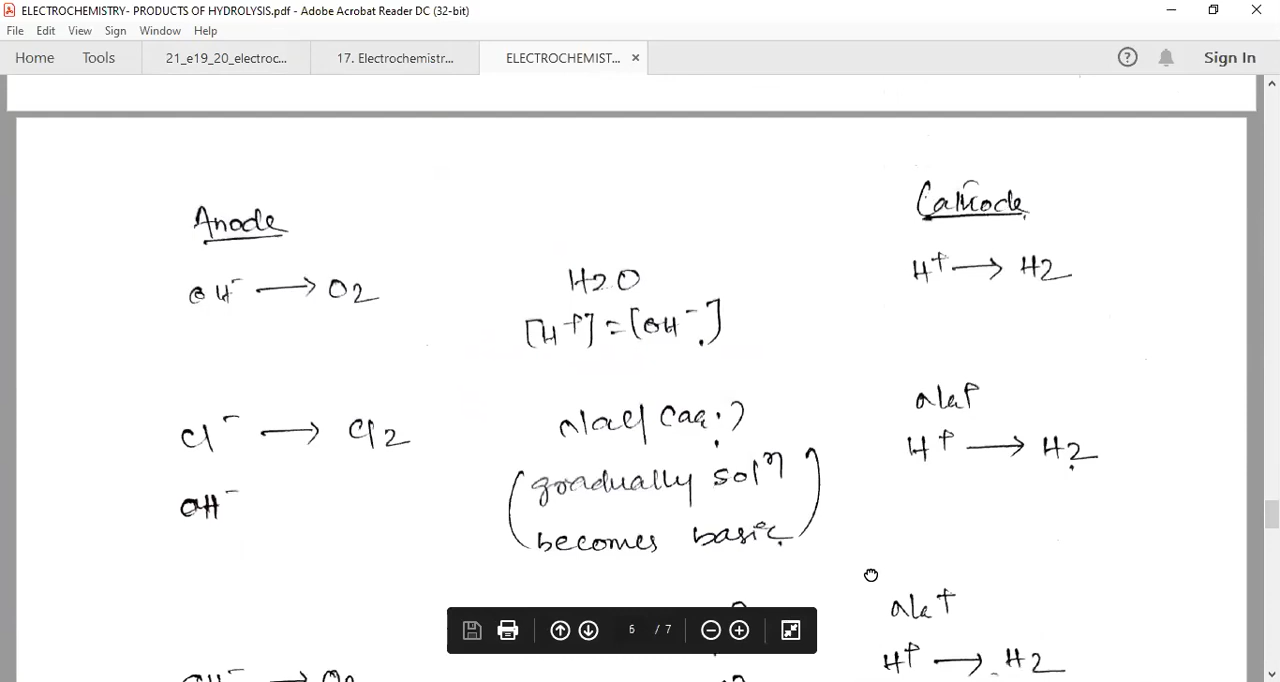 ELECTROCHEMISTRY- PRODUCTS OF HYDROLYSIS.pdf - Adobe Acrobat Reader DC (32-bit)
File Edit View Sign Window Help
Home Tools 21_e19_20_electroc... 17. Electrochemistr... ELECTROCHEMIST... × Sign In
Anode
Cathode
OH⁻ → O2
H2O
H⁺ → H2
[H⁺] = [OH⁻]
Na⁺
Cl⁻ → Cl2
NaCl (aq.)
H⁺ → H2
OH⁻
(gradually solⁿ
becomes basic)
Na⁺
6 / 7
H⁺ → H2
OH⁻ → O2